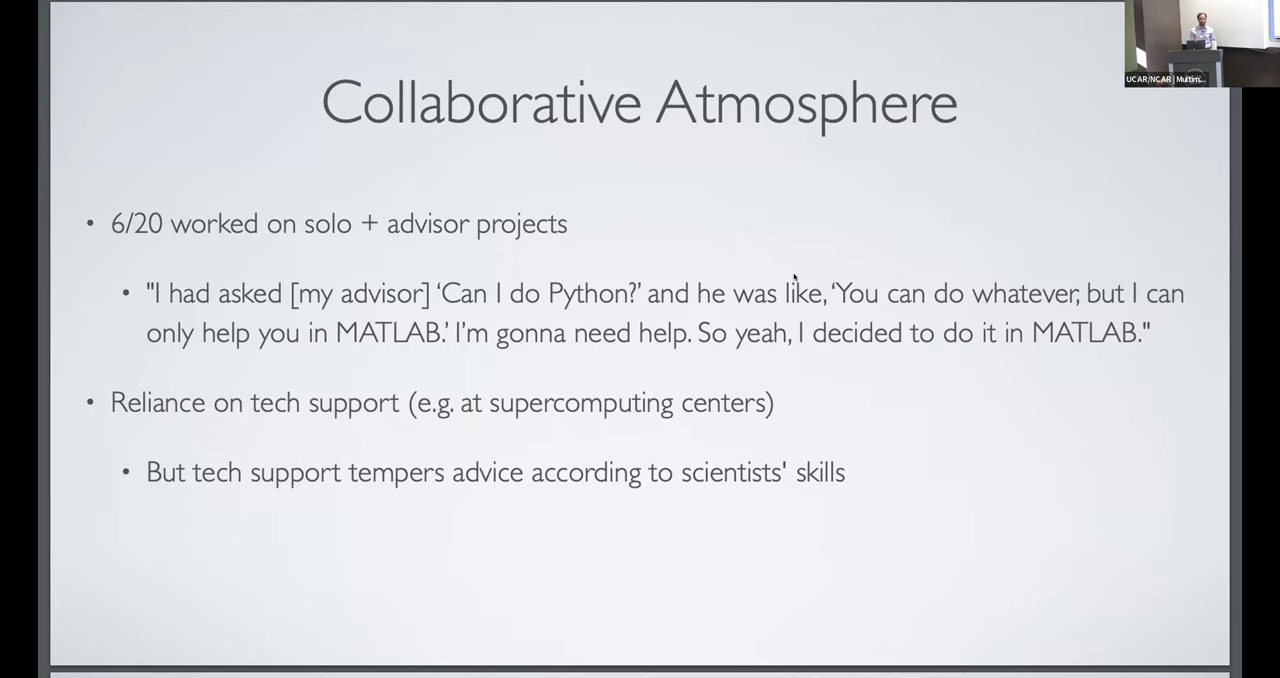 UCAR/NCAR | Multim...
Collaborative Atmosphere
• 6/20 worked on solo + advisor projects
• "I had asked [my advisor] ‘Can I do Python?’ and he was like, ‘You can do whatever, but I can
only help you in MATLAB.’ I’m gonna need help. So yeah, I decided to do it in MATLAB."
• Reliance on tech support (e.g. at supercomputing centers)
• But tech support tempers advice according to scientists' skills